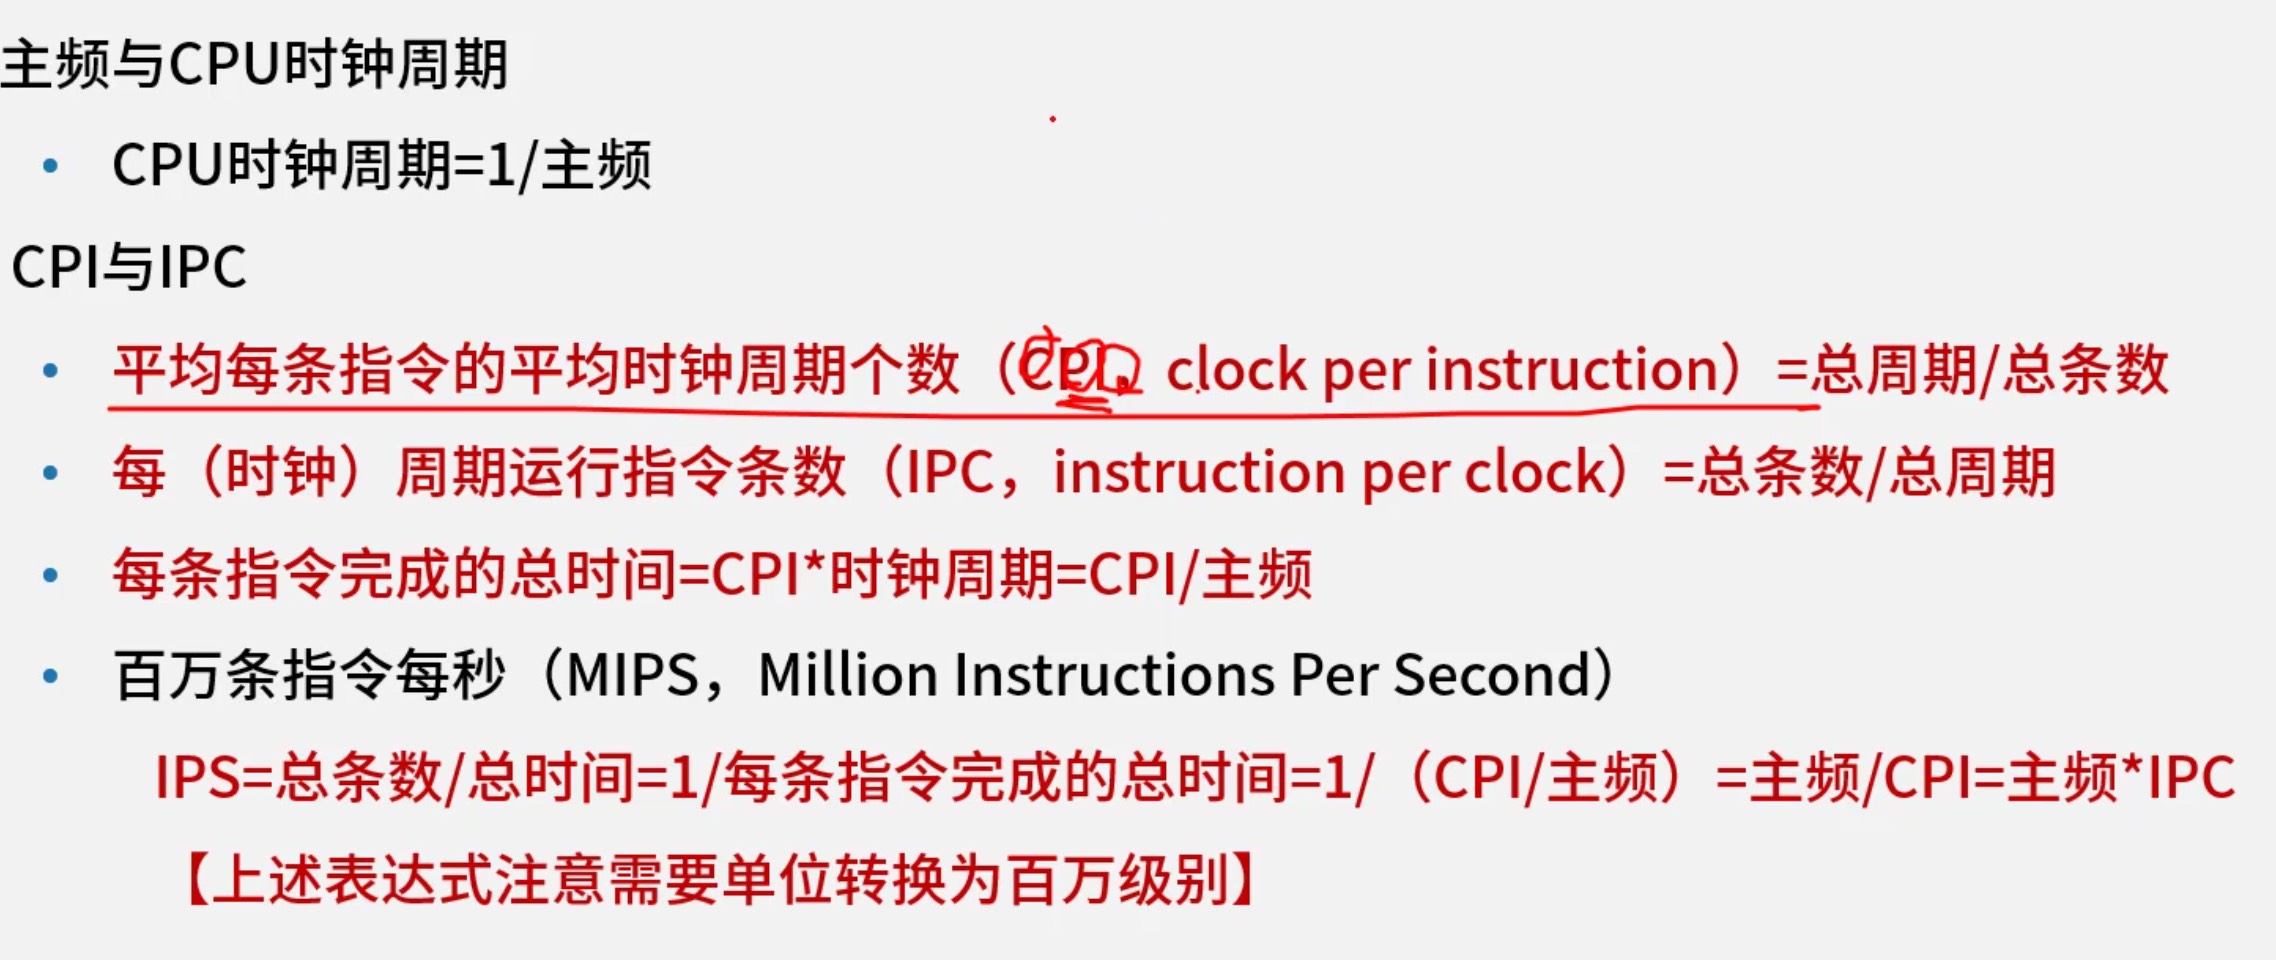 主频与CPU时钟周期
• CPU时钟周期=1/主频
CPI与IPC
• 平均每条指令的平均时钟周期个数（CPI，clock per instruction）=总周期/总条数
• 每（时钟）周期运行指令条数（IPC，instruction per clock）=总条数/总周期
• 每条指令完成的总时间=CPI*时钟周期=CPI/主频
• 百万条指令每秒（MIPS，Million Instructions Per Second）
IPS=总条数/总时间=1/每条指令完成的总时间=1/（CPI/主频）=主频/CPI=主频*IPC
【上述表达式注意需要单位转换为百万级别】